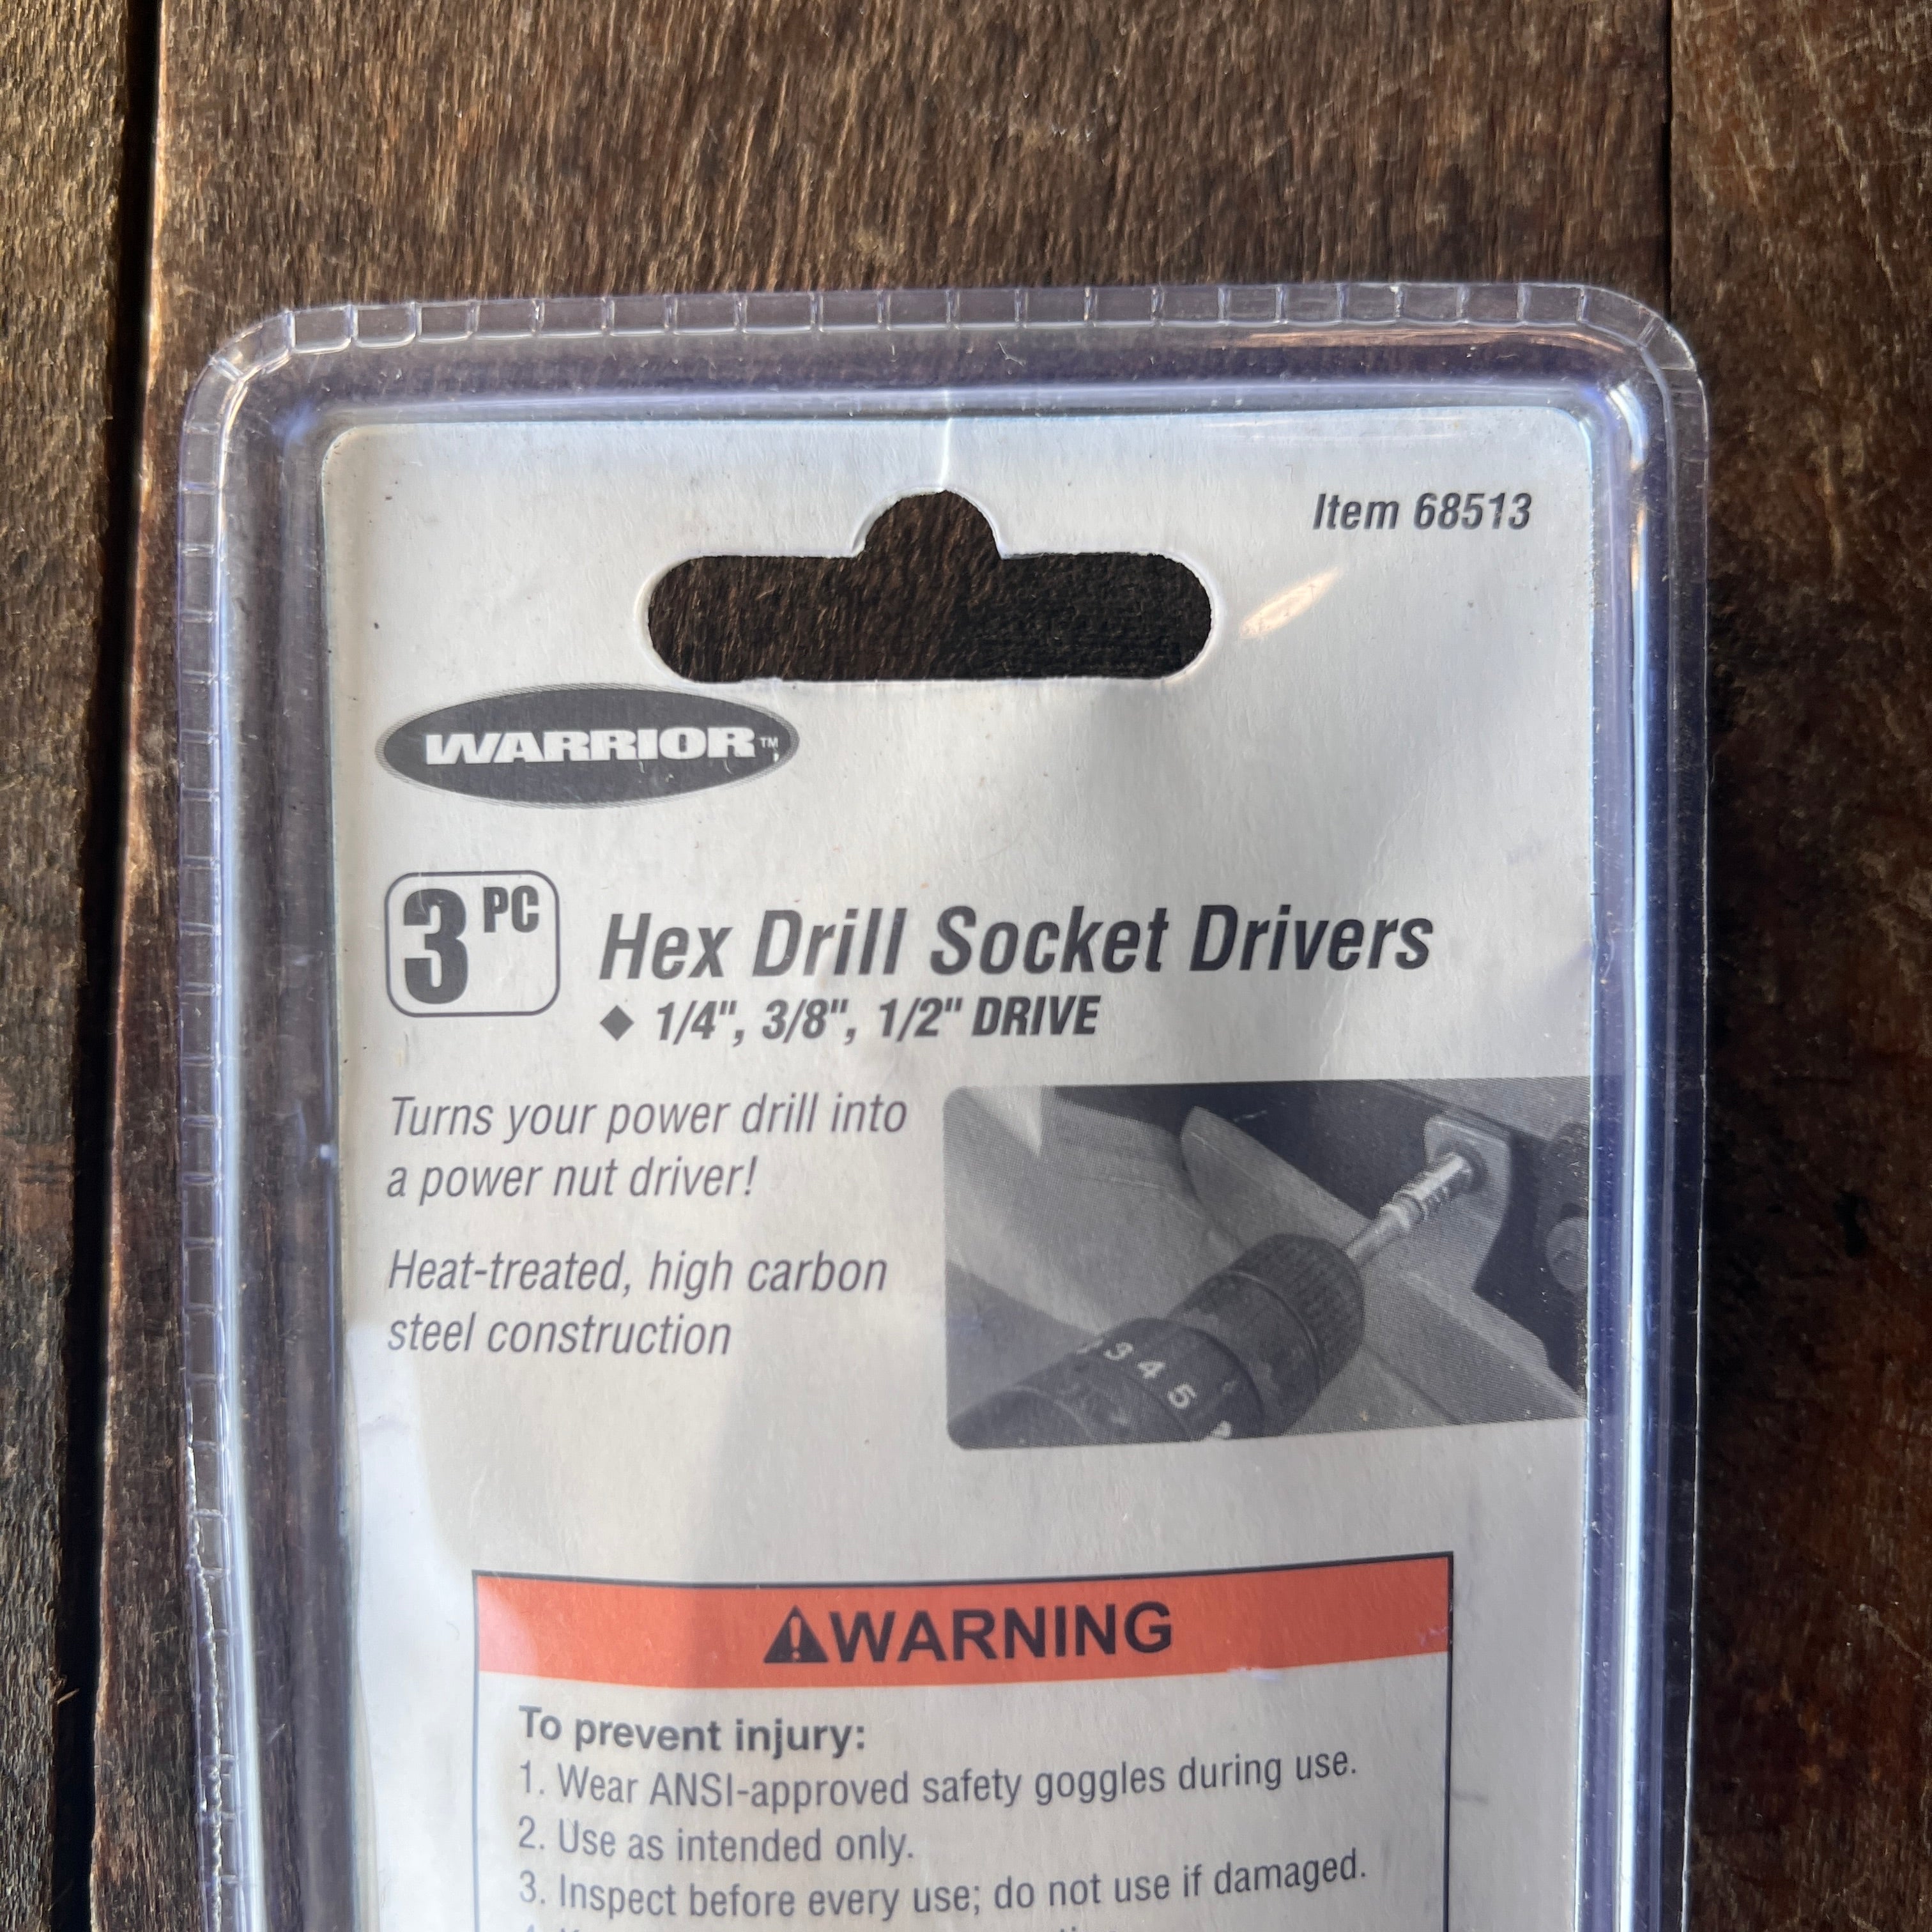 Item 68513
WARRIOR™
3 PC
Hex Drill Socket Drivers
◆ 1/4", 3/8", 1/2" DRIVE
Turns your power drill into
a power nut driver!
Heat-treated, high carbon
steel construction
3 4 5
⚠WARNING
To prevent injury:
1. Wear ANSI-approved safety goggles during use.
2. Use as intended only.
3. Inspect before every use; do not use if damaged.